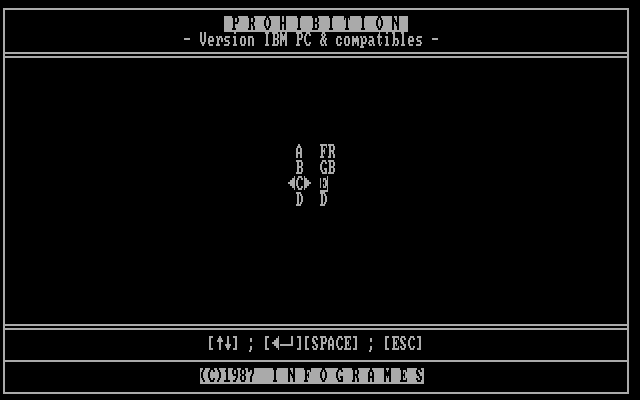 P R O H I B I T I O N
- Version IBM PC & compatibles -
A FR
B GB
◄C► E
D D
[↑↓] ; [◄─┘][SPACE] ; [ESC]
(C)1987 I N F O G R A M E S